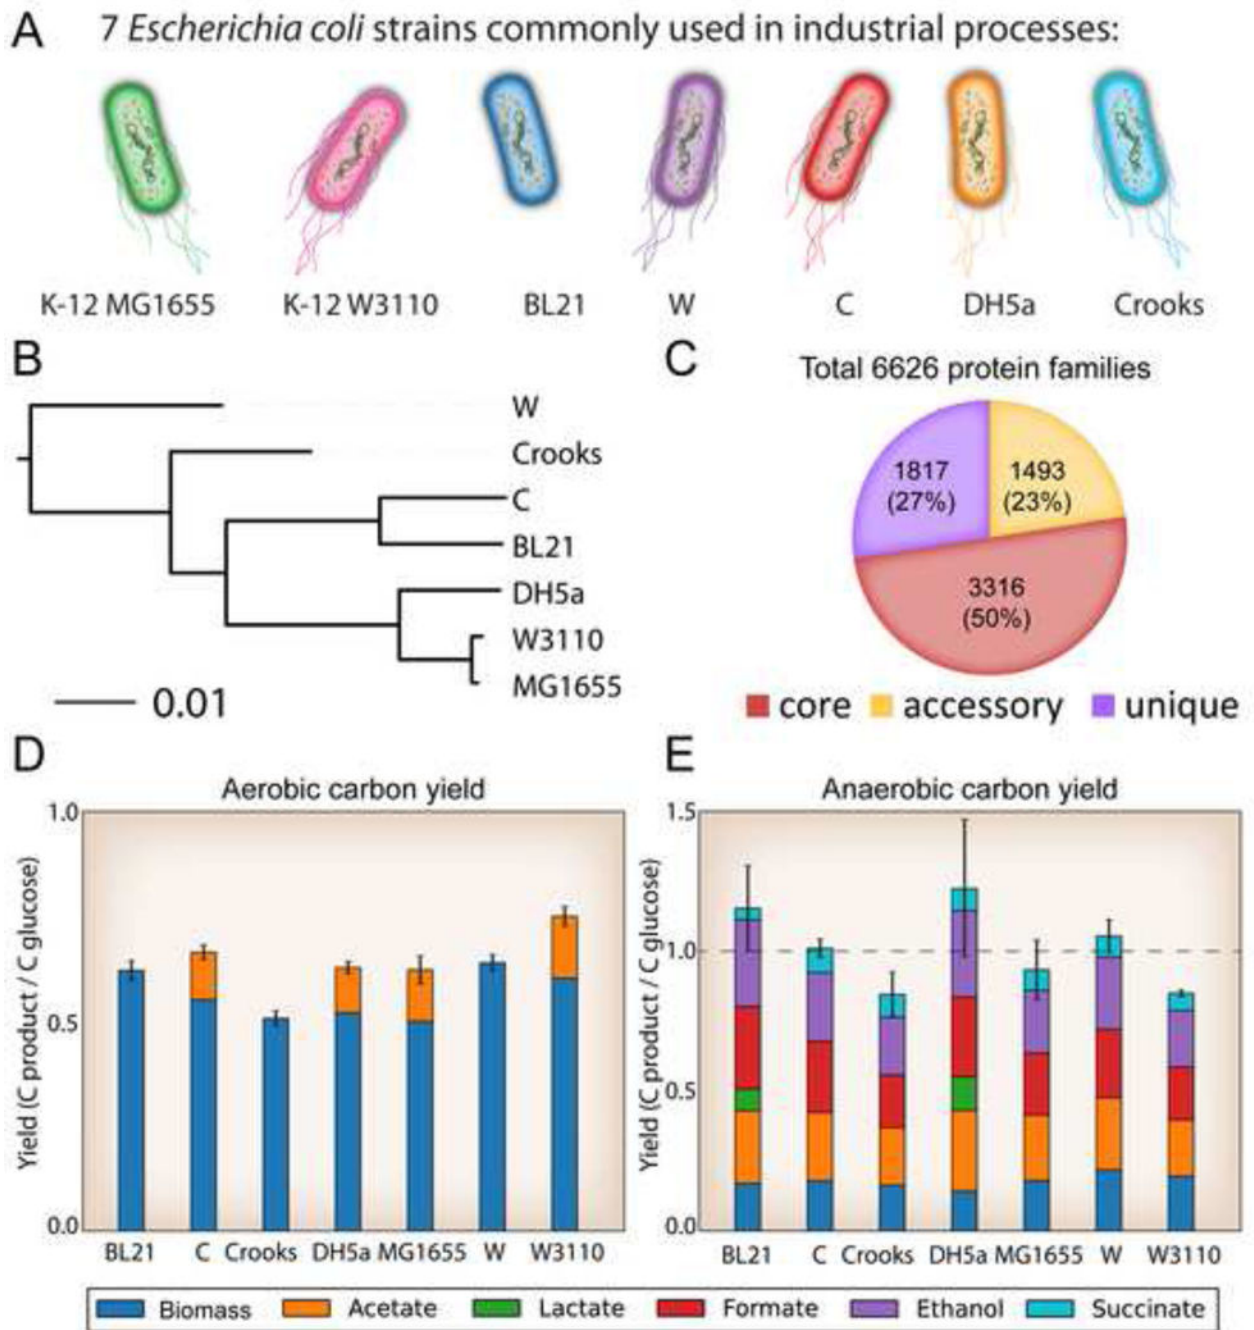 A
7 Escherichia coli strains commonly used in industrial processes:
K-12 MG1655
K-12 W3110
BL21
W
C
DH5a
Crooks
B
W
Crooks
C
BL21
DH5a
W3110
MG1655
0.01
C
Total 6626 protein families
1817
(27%)
1493
(23%)
3316
(50%)
core
accessory
unique
D
Aerobic carbon yield
Yield (C product / C glucose)
1.0
0.5
0.0
BL21
C
Crooks
DH5a
MG1655
W
W3110
E
Anaerobic carbon yield
Yield (C product / C glucose)
1.5
1.0
0.5
0.0
BL21
C
Crooks
DH5a
MG1655
W
W3110
Biomass
Acetate
Lactate
Formate
Ethanol
Succinate